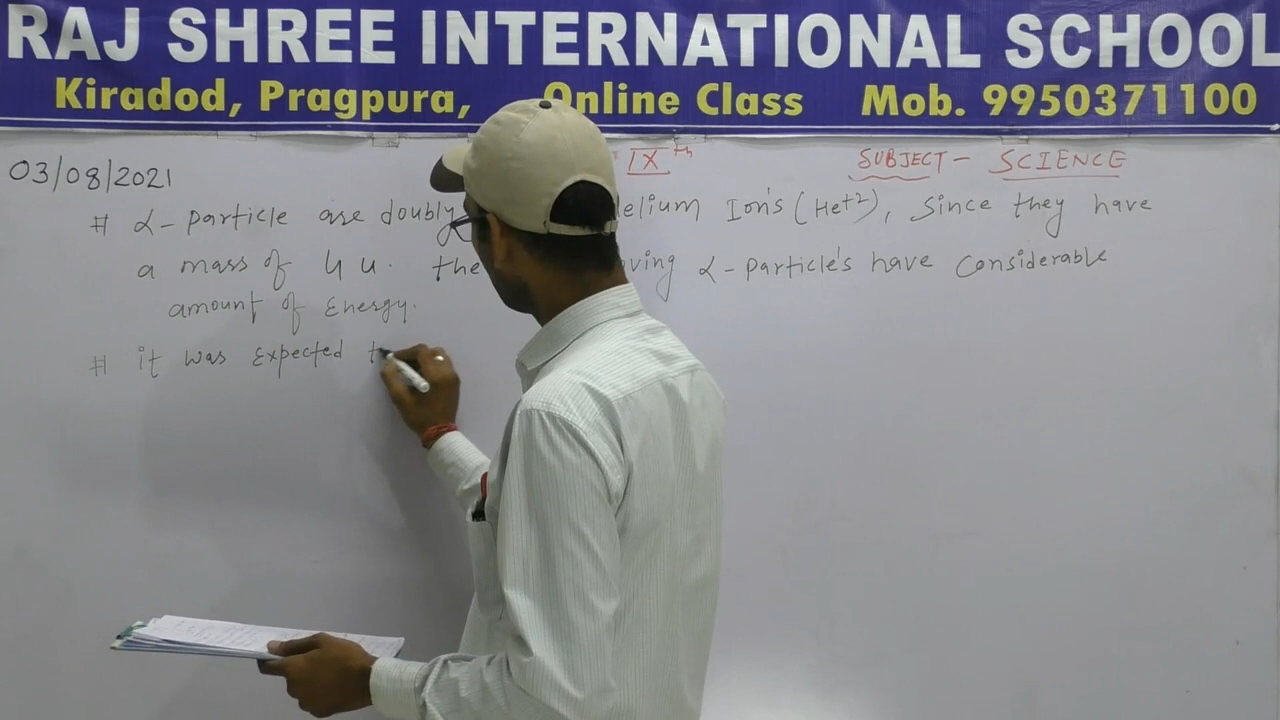 RAJ SHREE INTERNATIONAL SCHOOL
Kiradod, Pragpura, Online Class Mob. 9950371100
03/08/2021 IXth SUBJECT - SCIENCE
# α-particle are doubly elium Ion's (He+2), Since they have
a mass of 4 u. the oving α-particle's have considerable
amount of Energy.
# it was Expected t